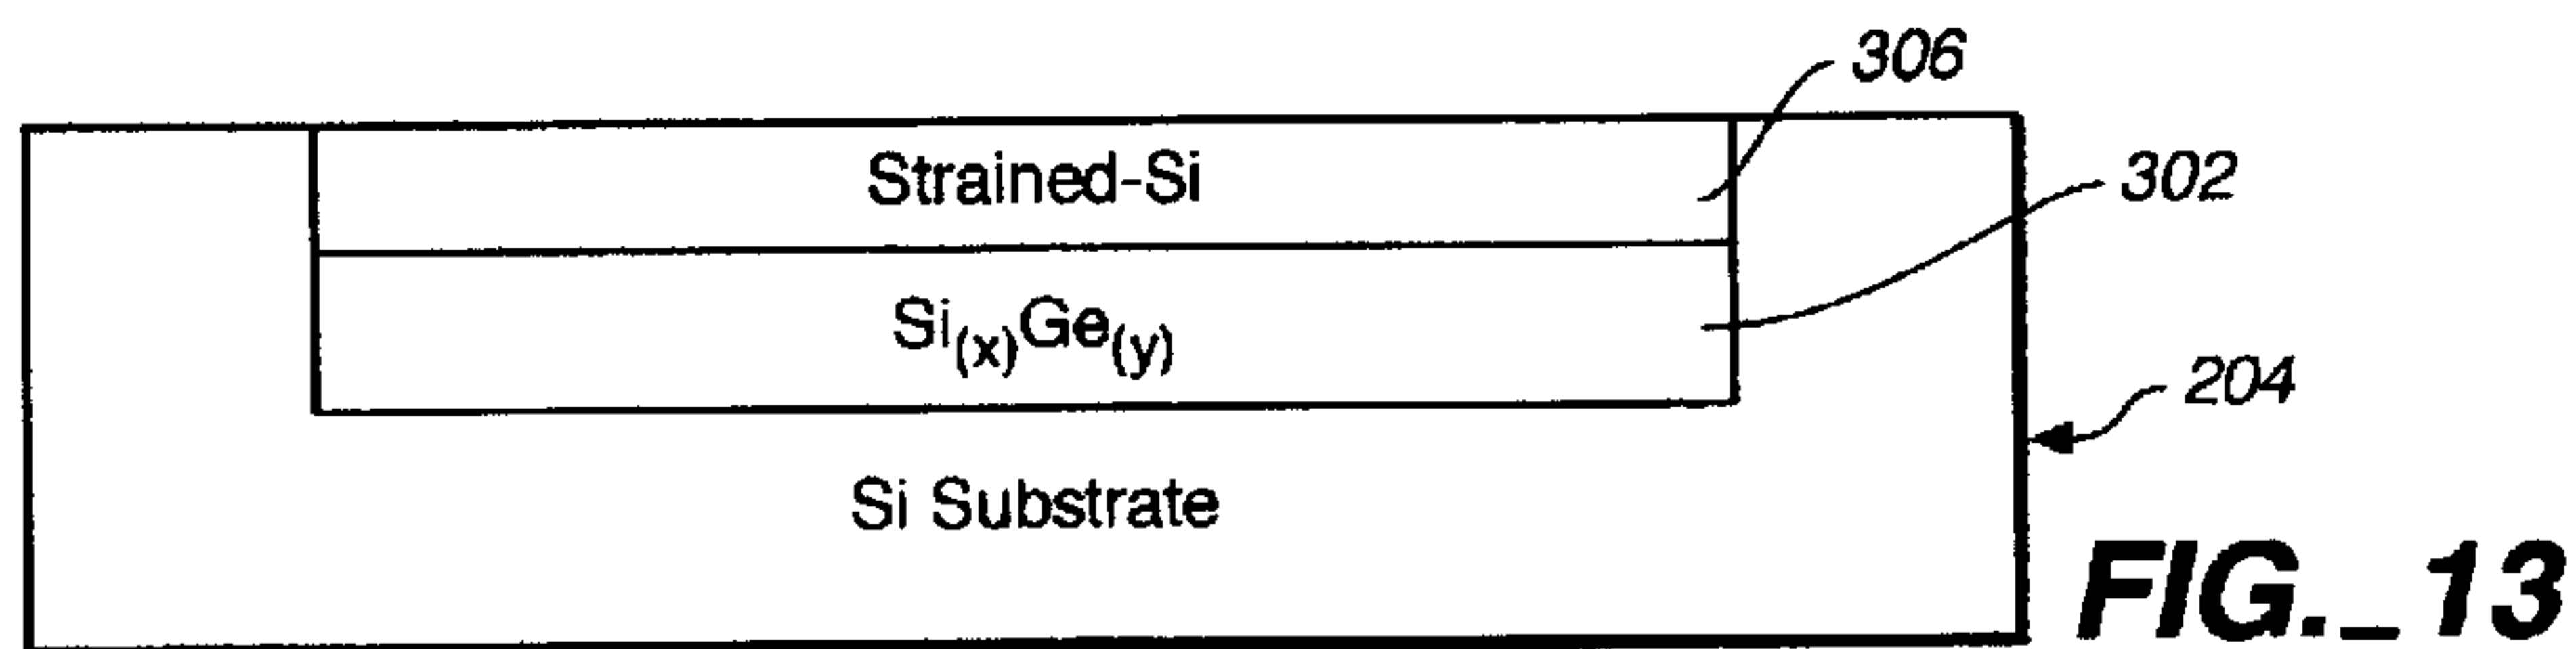 306
Strained-Si
302
Si(x)Ge(y)
204
Si Substrate
FIG._13